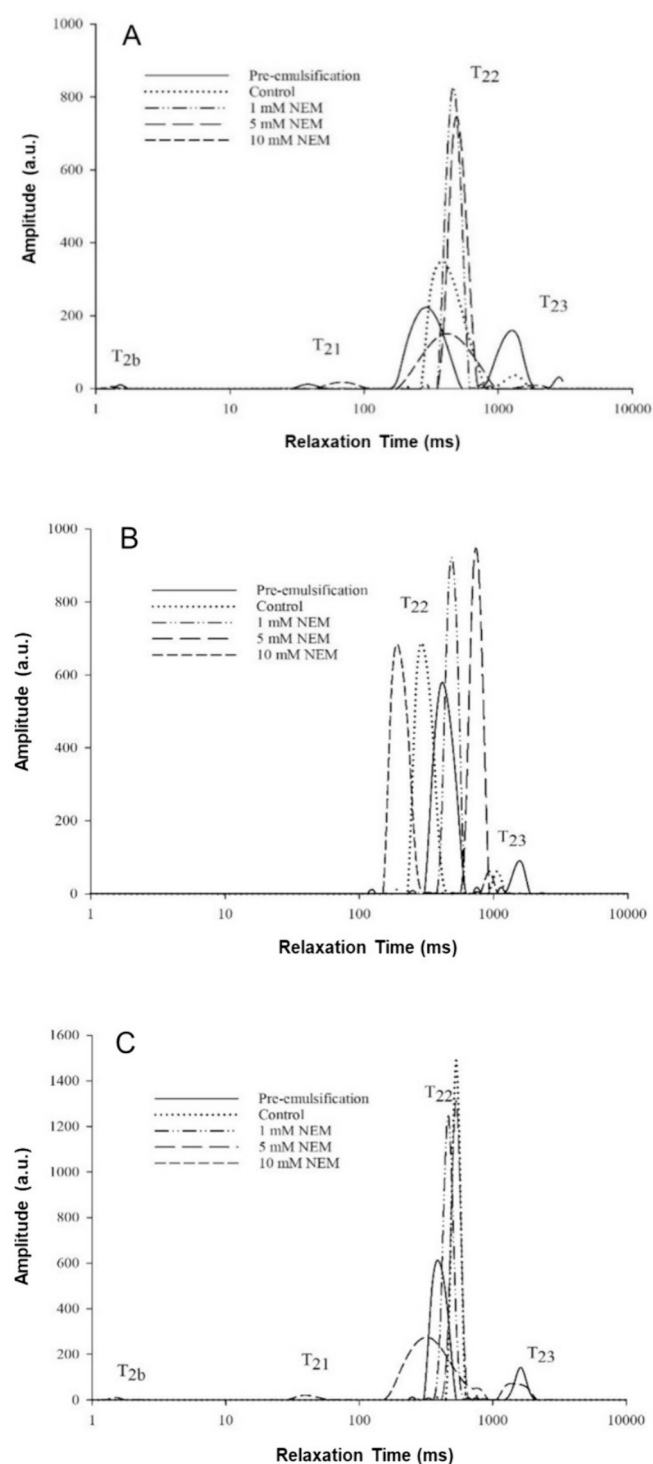 A
1000
800
600
400
200
0
Amplitude (a.u.)
Pre-emulsification
Control
1 mM NEM
5 mM NEM
10 mM NEM
T22
T23
T2b
T21
1 10 100 1000 10000
Relaxation Time (ms)
B
1000
800
600
400
200
0
Amplitude (a.u.)
Pre-emulsification
Control
1 mM NEM
5 mM NEM
10 mM NEM
T22
T23
1 10 100 1000 10000
Relaxation Time (ms)
C
1600
1400
1200
1000
800
600
400
200
0
Amplitude (a.u.)
Pre-emulsification
Control
1 mM NEM
5 mM NEM
10 mM NEM
T22
T2b
T21
T23
1 10 100 1000 10000
Relaxation Time (ms)